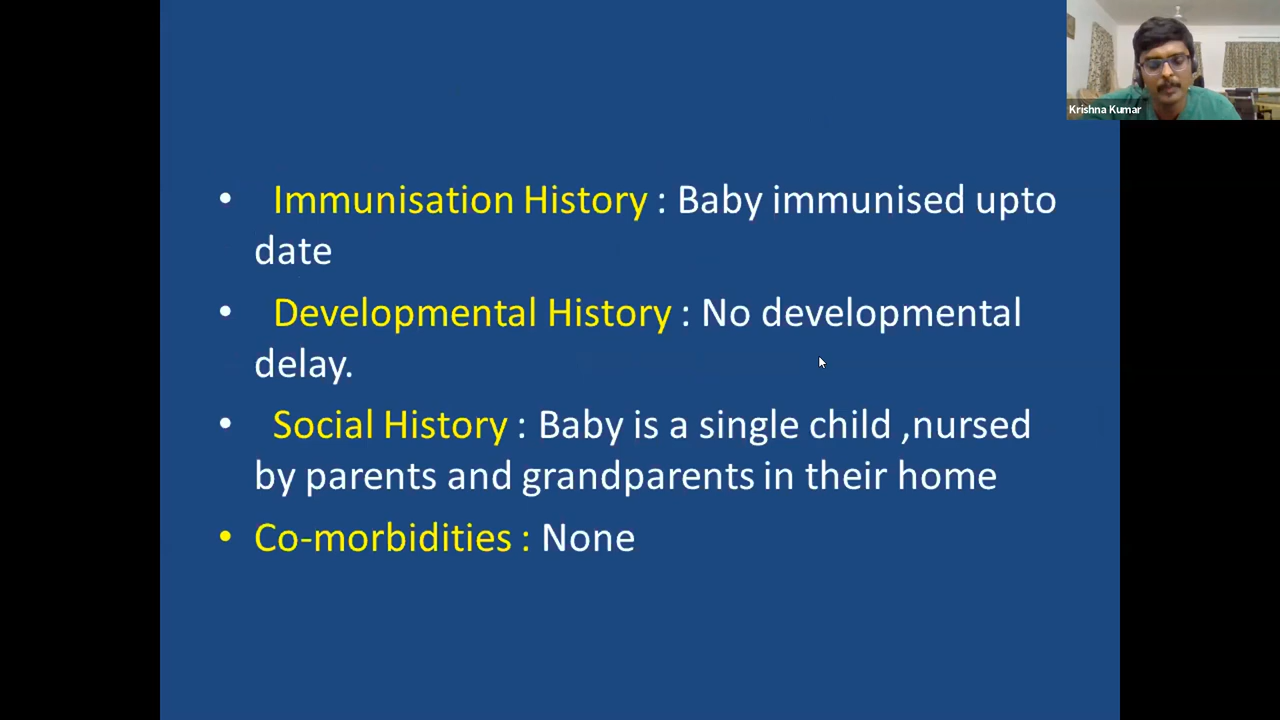 Krishna Kumar
• Immunisation History : Baby immunised upto
date
• Developmental History : No developmental
delay.
• Social History : Baby is a single child ,nursed
by parents and grandparents in their home
• Co-morbidities : None